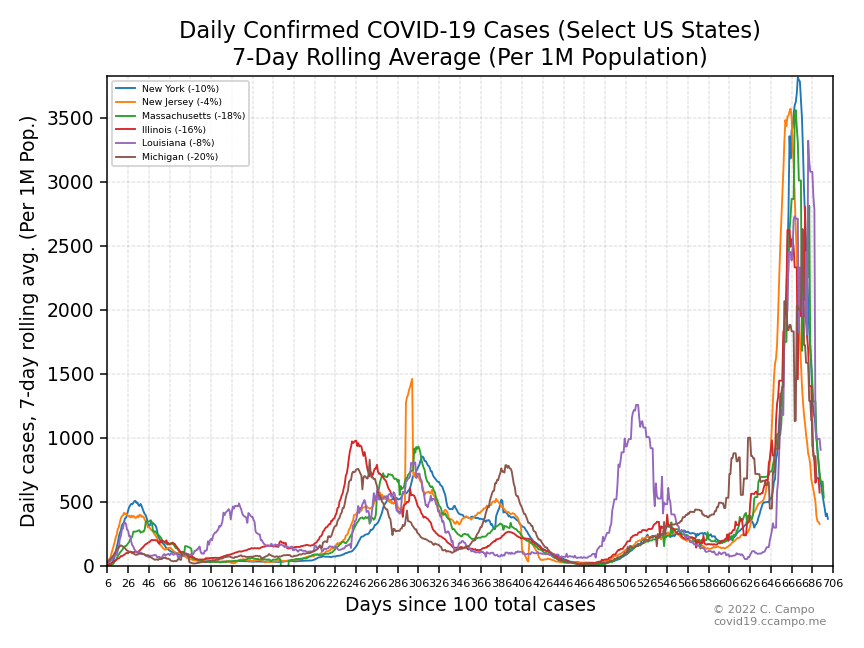 Daily Confirmed COVID-19 Cases (Select US States)
7-Day Rolling Average (Per 1M Population)
Daily cases, 7-day rolling avg. (Per 1M Pop.)
3500
3000
2500
2000
1500
1000
500
0
New York (-10%)
New Jersey (-4%)
Massachusetts (-18%)
Illinois (-16%)
Louisiana (-8%)
Michigan (-20%)
6 26 46 66 86 106 126 146 166 186 206 226 246 266 286 306 326 346 366 386 406 426 446 466 486 506 526 546 566 586 606 626 646 666 686 706
Days since 100 total cases
© 2022 C. Campo
covid19.ccampo.me